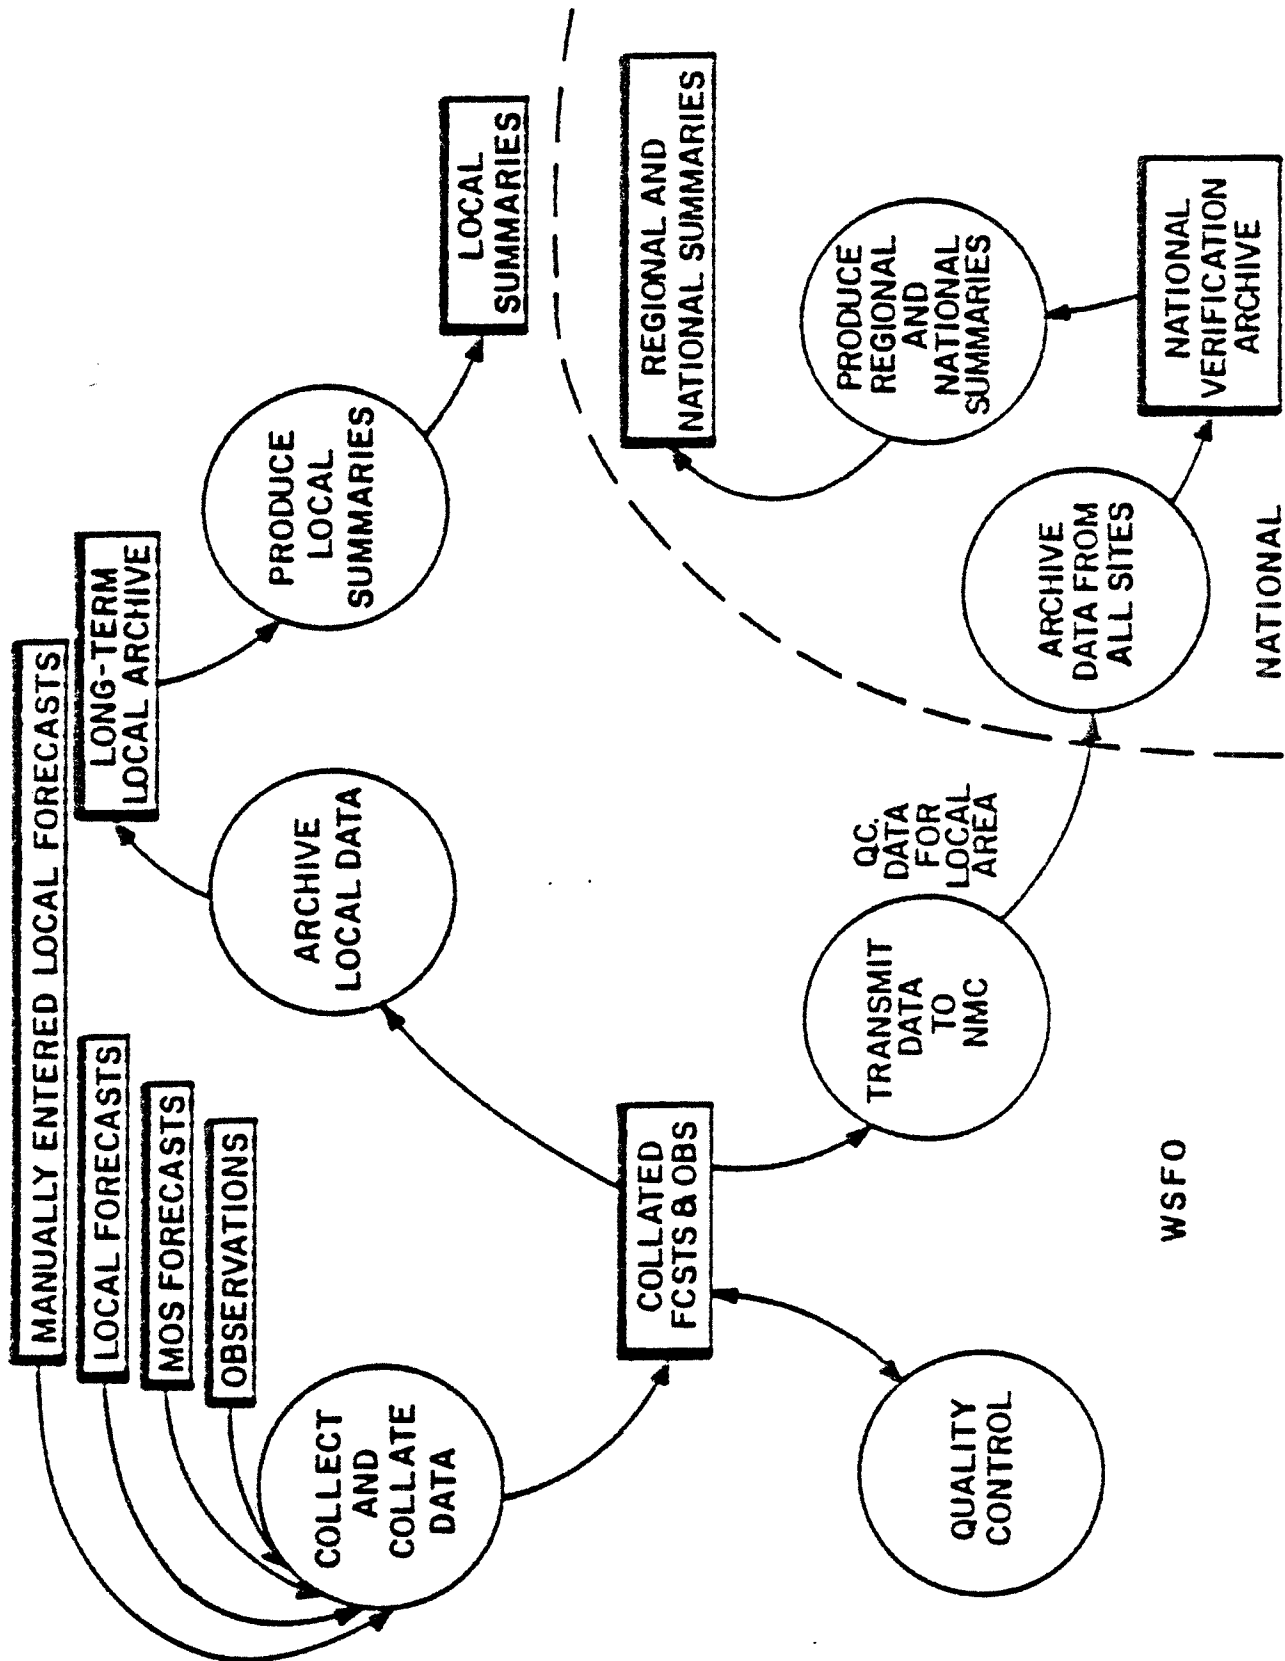 MANUALLY ENTERED LOCAL FORECASTS
LOCAL FORECASTS
MOS FORECASTS
OBSERVATIONS
COLLECT
AND
COLLATE
DATA
COLLATED
FCSTS & OBS
QUALITY
CONTROL
ARCHIVE
LOCAL DATA
LONG-TERM
LOCAL ARCHIVE
PRODUCE
LOCAL
SUMMARIES
LOCAL
SUMMARIES
TRANSMIT
DATA
TO
NMC
QC.
DATA
FOR
LOCAL
AREA
WSFO
ARCHIVE
DATA FROM
ALL SITES
NATIONAL
VERIFICATION
ARCHIVE
PRODUCE
REGIONAL
AND
NATIONAL
SUMMARIES
REGIONAL AND
NATIONAL SUMMARIES
NATIONAL